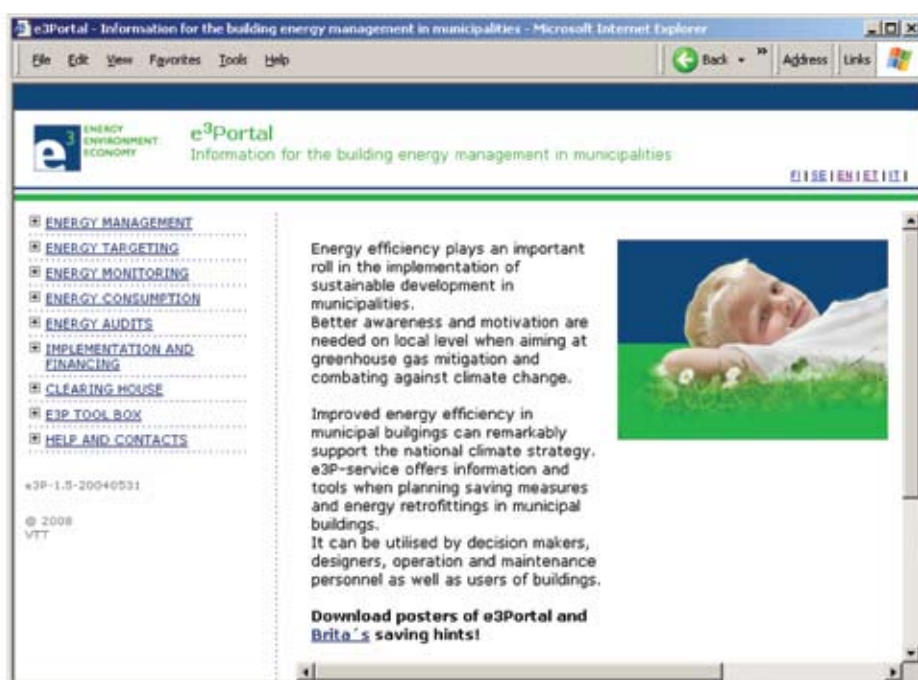 e3Portal - Information for the building energy management in municipalities - Microsoft Internet Explorer
File Edit View Favorites Tools Help
Back » Address Links
e3 ENERGY
ENVIRONMENT
ECONOMY
e3Portal
Information for the building energy management in municipalities
FI | SE | EN | ET | IT |
ENERGY MANAGEMENT
ENERGY TARGETING
ENERGY MONITORING
ENERGY CONSUMPTION
ENERGY AUDITS
IMPLEMENTATION AND
FINANCING
CLEARING HOUSE
E3P TOOL BOX
HELP AND CONTACTS
e3P-1.5-20040531
@ 2008
VTT
Energy efficiency plays an important
roll in the implementation of
sustainable development in
municipalities.
Better awareness and motivation are
needed on local level when aiming at
greenhouse gas mitigation and
combating against climate change.
Improved energy efficiency in
municipal builgings can remarkably
support the national climate strategy.
e3P-service offers information and
tools when planning saving measures
and energy retrofittings in municipal
buildings.
It can be utilised by decision makers,
designers, operation and maintenance
personnel as well as users of buildings.
Download posters of e3Portal and
Brita´s saving hints!